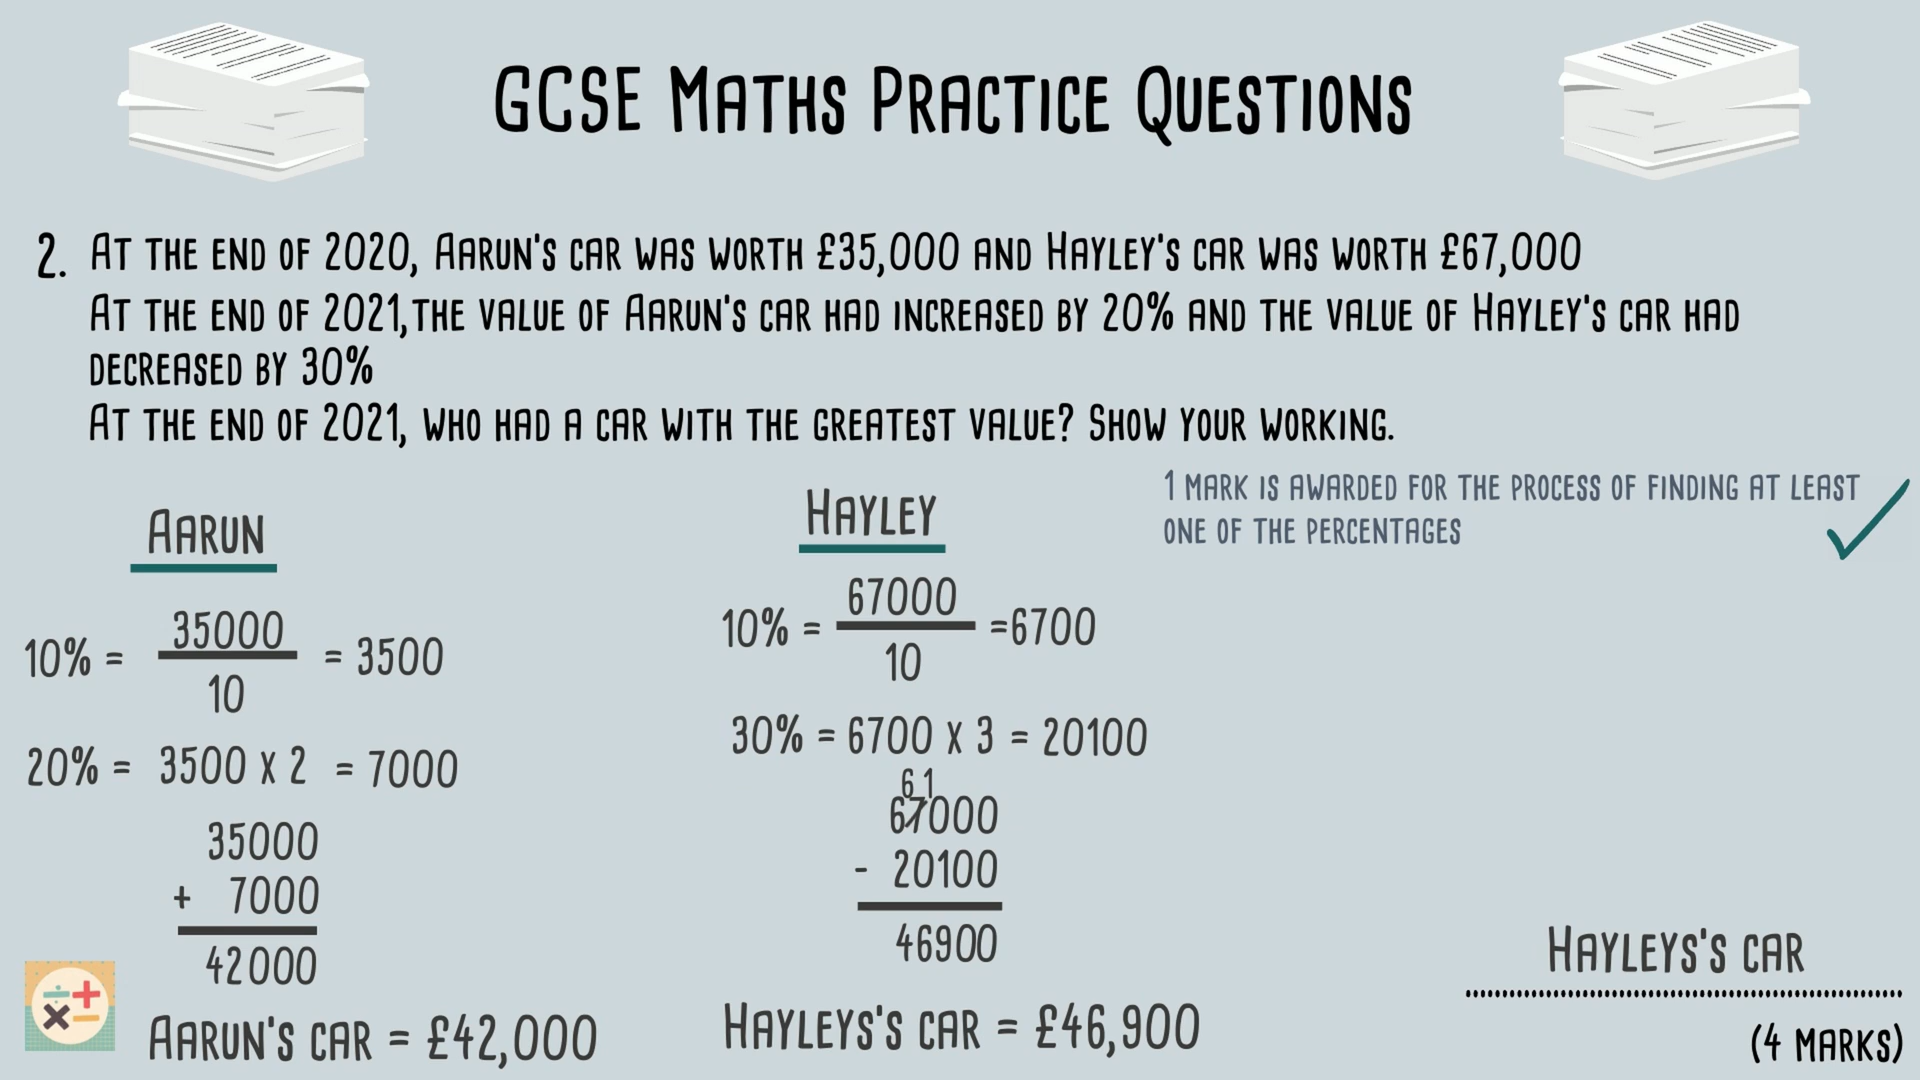 GCSE Maths Practice Questions
2. At the end of 2020, Aarun's car was worth £35,000 and Hayley's car was worth £67,000
At the end of 2021,the value of Aarun's car had increased by 20% and the value of Hayley's car had
decreased by 30%
At the end of 2021, who had a car with the greatest value? Show your working.
1 mark is awarded for the process of finding at least
one of the percentages
Aarun
10% = 35000 / 10 = 3500
20% = 3500 x 2 = 7000
35000
+ 7000
42000
Aarun's car = £42,000
Hayley
10% = 67000 / 10 =6700
30% = 6700 x 3 = 20100
6 1
67000
- 20100
46900
Hayleys's car = £46,900
Hayleys's car
(4 marks)